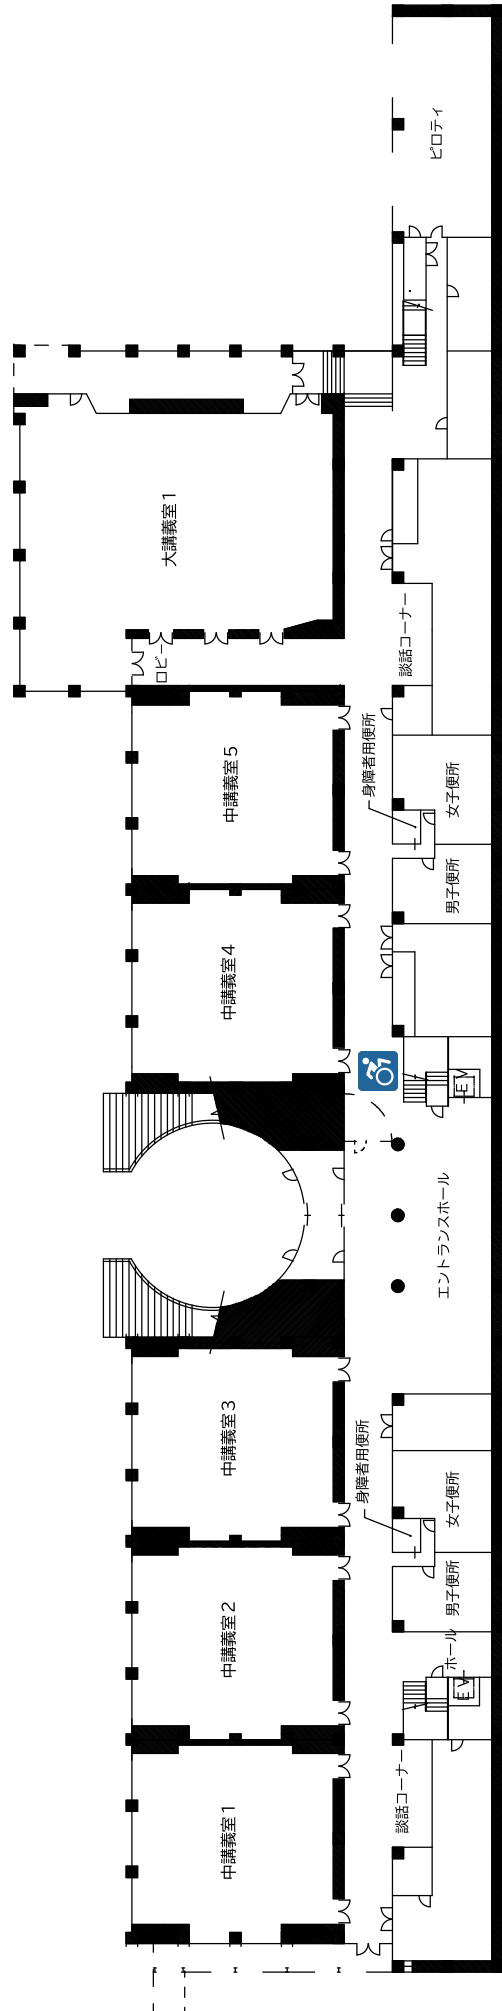 ピロティ
大講義室1
談話コーナー
ロビー
中講義室5
身障者用便所
女子便所
男子便所
中講義室4
EV
エントランスホール
中講義室3
身障者用便所
女子便所
男子便所
中講義室2
ホール
EV
談話コーナー
中講義室1